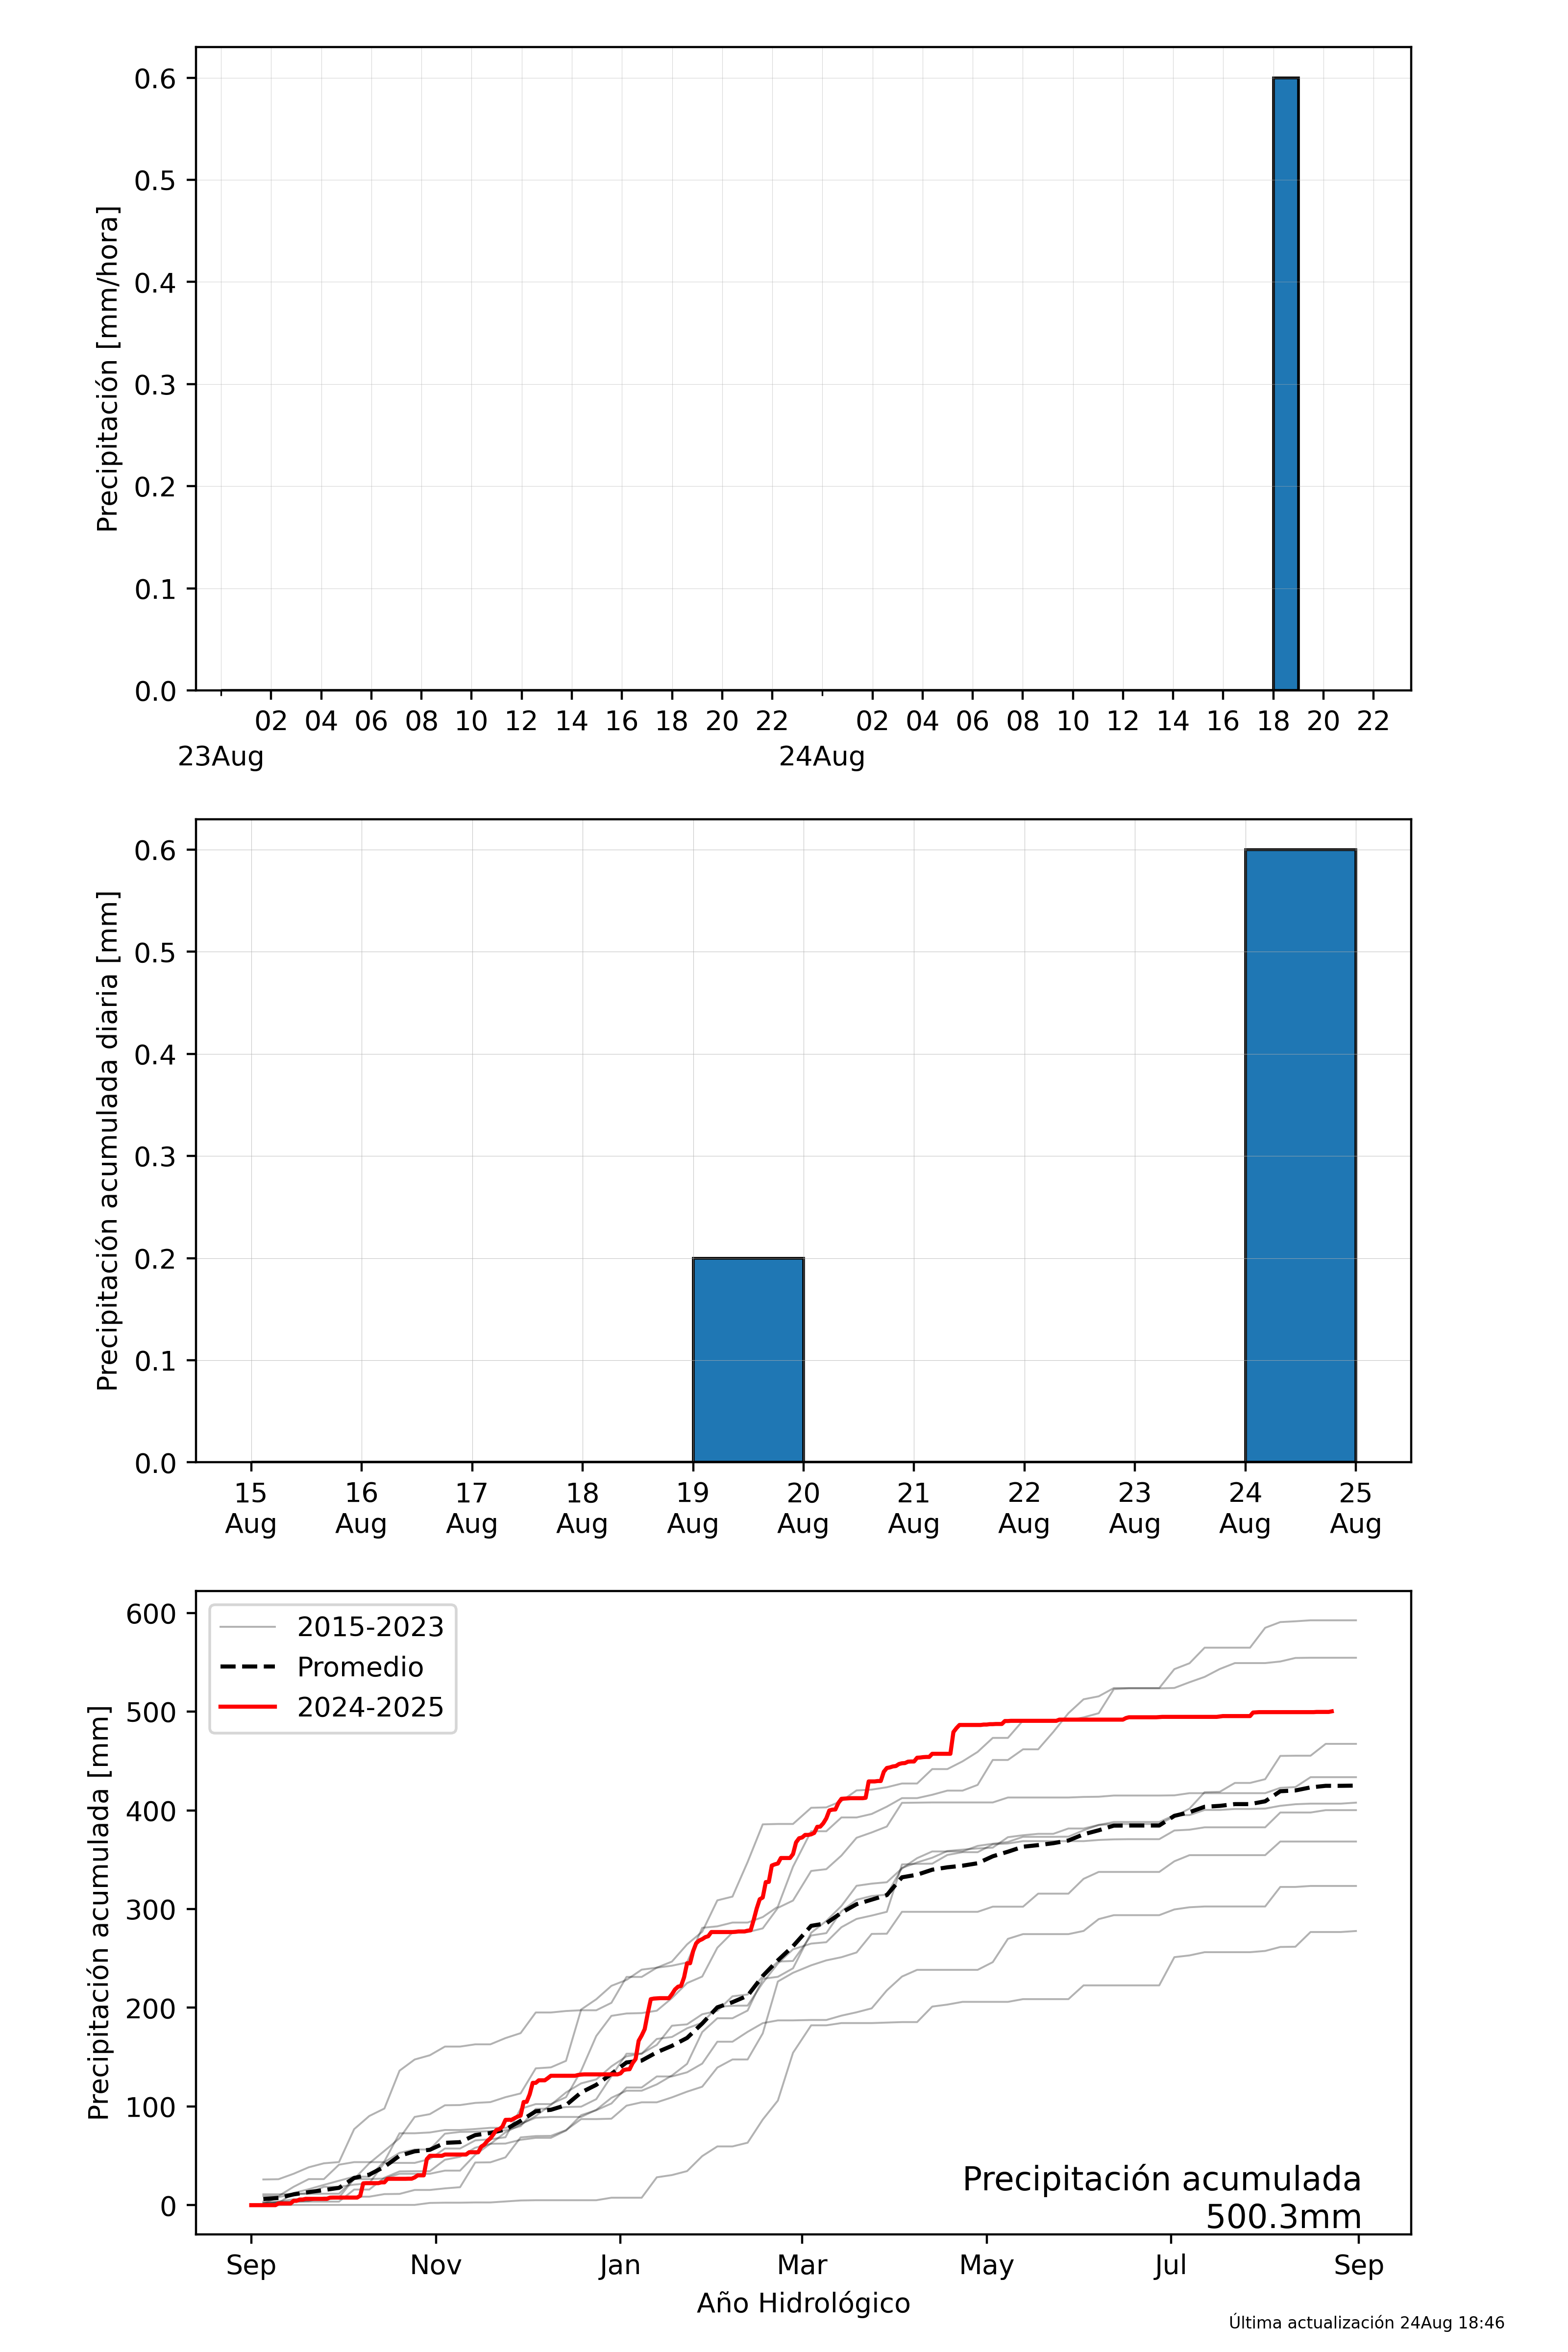 0.6
0.5
0.4
0.3
0.2
0.1
0.0
Precipitación [mm/hora]
02 04 06 08 10 12 14 16 18 20 22 02 04 06 08 10 12 14 16 18 20 22
23Aug 24Aug
0.6
0.5
0.4
0.3
0.2
0.1
0.0
Precipitación acumulada diaria [mm]
15 16 17 18 19 20 21 22 23 24 25
Aug Aug Aug Aug Aug Aug Aug Aug Aug Aug Aug
600
500
400
300
200
100
0
Precipitación acumulada [mm]
2015-2023
Promedio
2024-2025
Precipitación acumulada
500.3mm
Sep Nov Jan Mar May Jul Sep
Año Hidrológico
Última actualización 24Aug 18:46